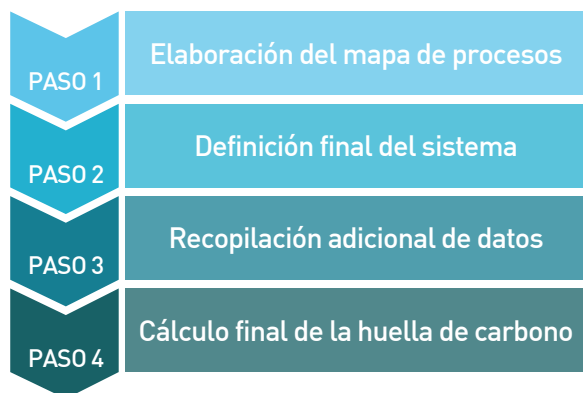 PASO 1
Elaboración del mapa de procesos
PASO 2
Definición final del sistema
PASO 3
Recopilación adicional de datos
PASO 4
Cálculo final de la huella de carbono